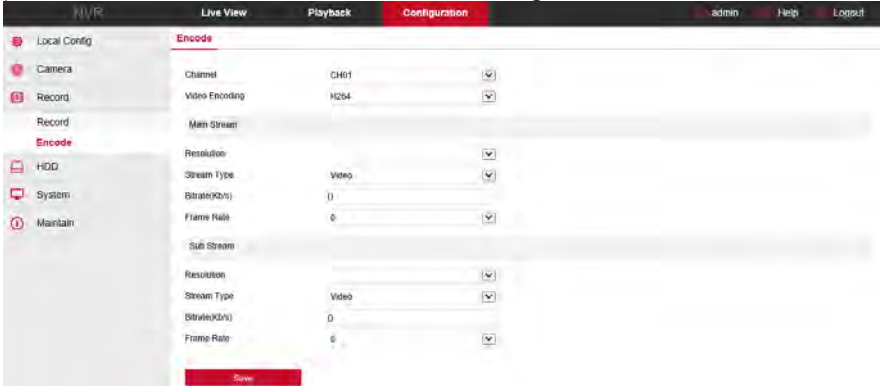 NVR Live View Playback Configuration admin Help Logout
Local Config
Camera
Record
Record
Encode
HDD
System
Maintain
Encode
Channel CH01
Video Encoding H264
Main Stream
Resolution
Stream Type Video
Bitrate(Kb/s) 0
Frame Rate 0
Sub Stream
Resolution
Stream Type Video
Bitrate(Kb/s) 0
Frame Rate 0
Save